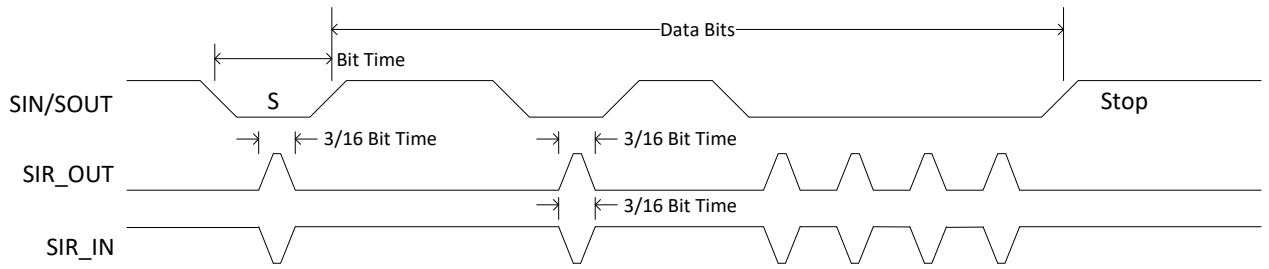 Data Bits
Bit Time
SIN/SOUT
S
Stop
3/16 Bit Time
3/16 Bit Time
SIR_OUT
3/16 Bit Time
SIR_IN